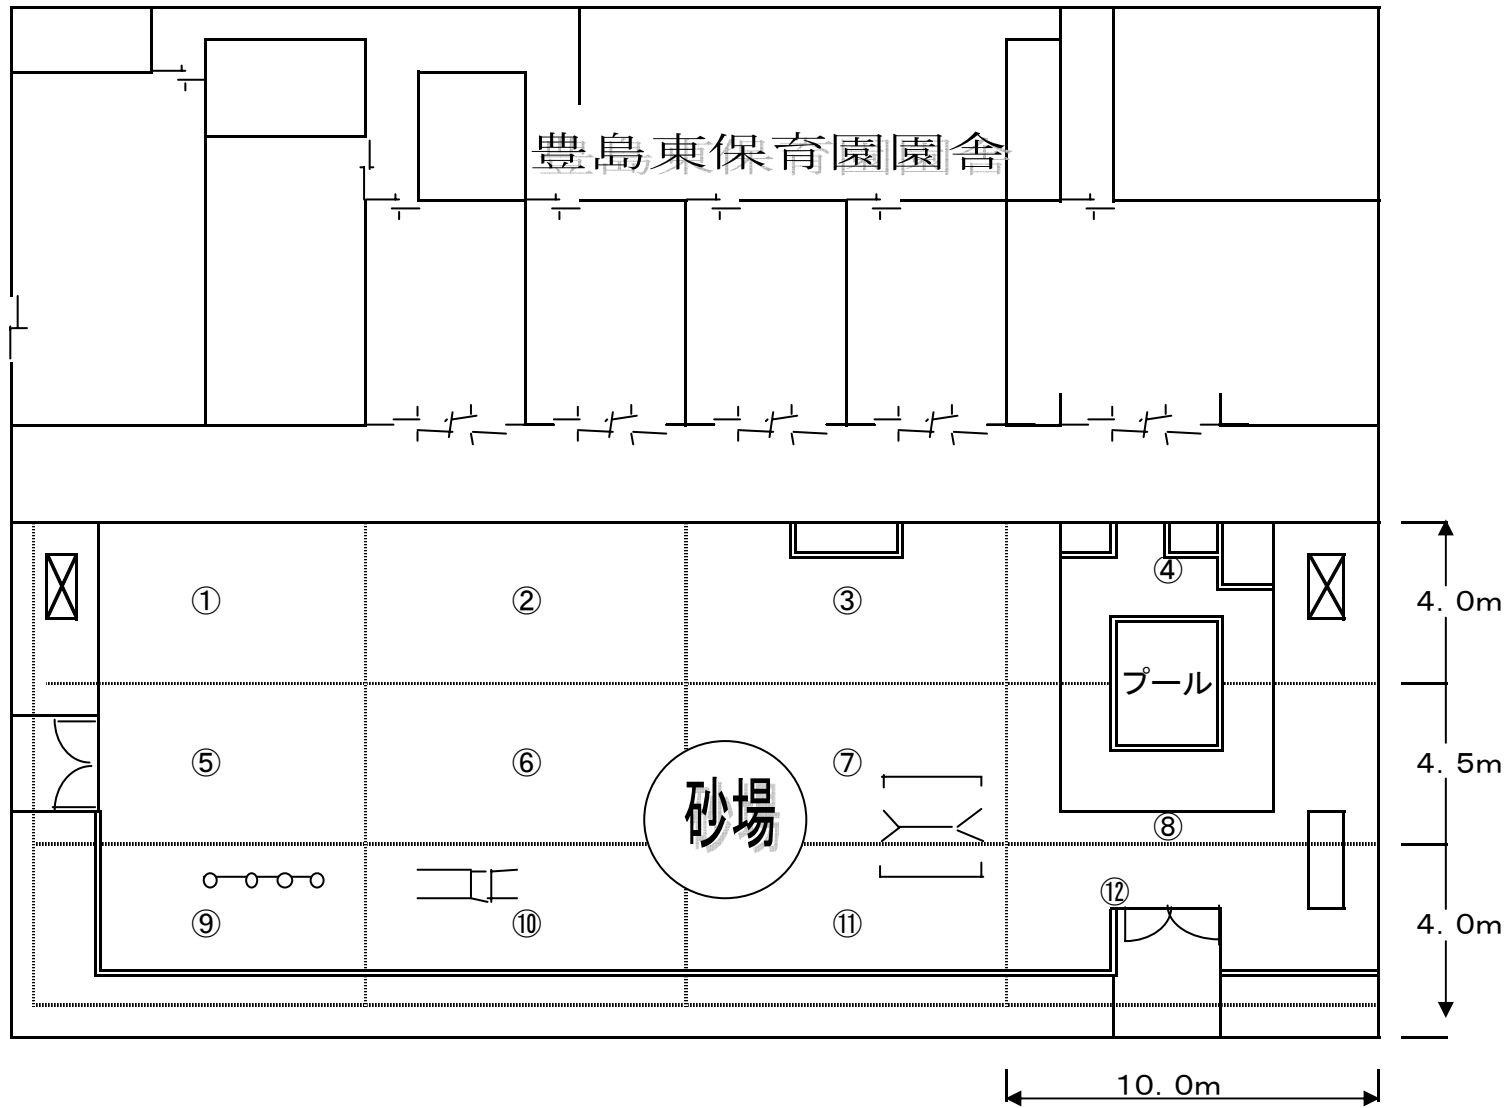 豊島東保育園園舎
① ② ③ ④
4.0m
プール
⑤ ⑥ ⑦
4.5m
砂場
⑧
⑫
⑨ ⑩ ⑪
4.0m
10.0m